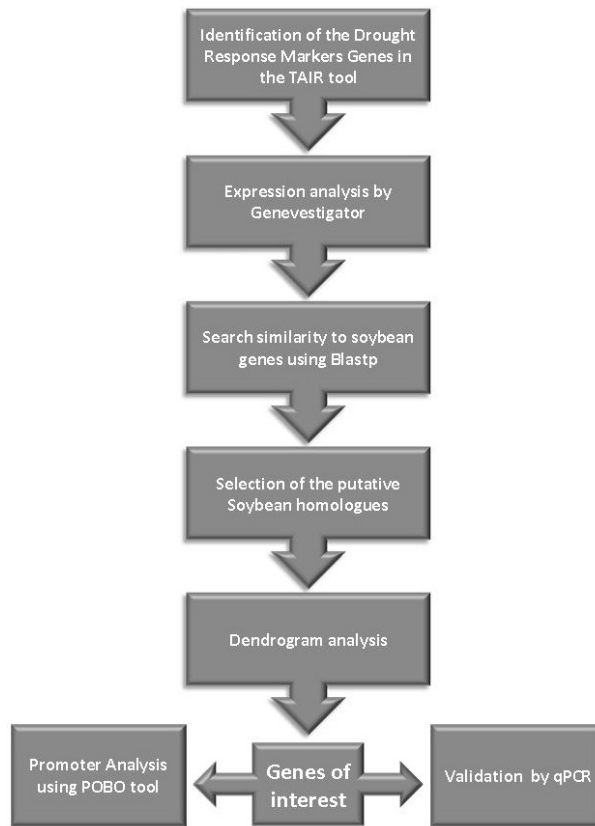 Identification of the Drought
Response Markers Genes in
the TAIR tool
Expression analysis by
Genevestigator
Search similarity to soybean
genes using Blastp
Selection of the putative
Soybean homologues
Dendrogram analysis
Promoter Analysis
using POBO tool
Genes of
interest
Validation by qPCR